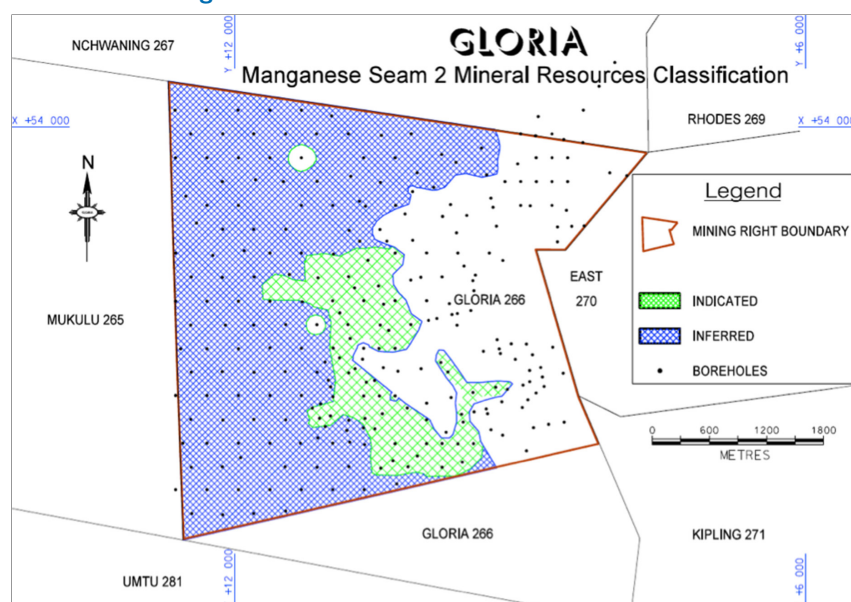 NCHWANING 267
Y +12 000
GLORIA
Y +6 000
Manganese Seam 2 Mineral Resources Classification
X +54 000
X +54 000
RHODES 269
N
Legend
MINING RIGHT BOUNDARY
EAST
270
GLORIA 266
INDICATED
MUKULU 265
INFERRED
BOREHOLES
0 600 1200 1800
METRES
GLORIA 266
KIPLING 271
UMTU 281
+12 000
+6 000